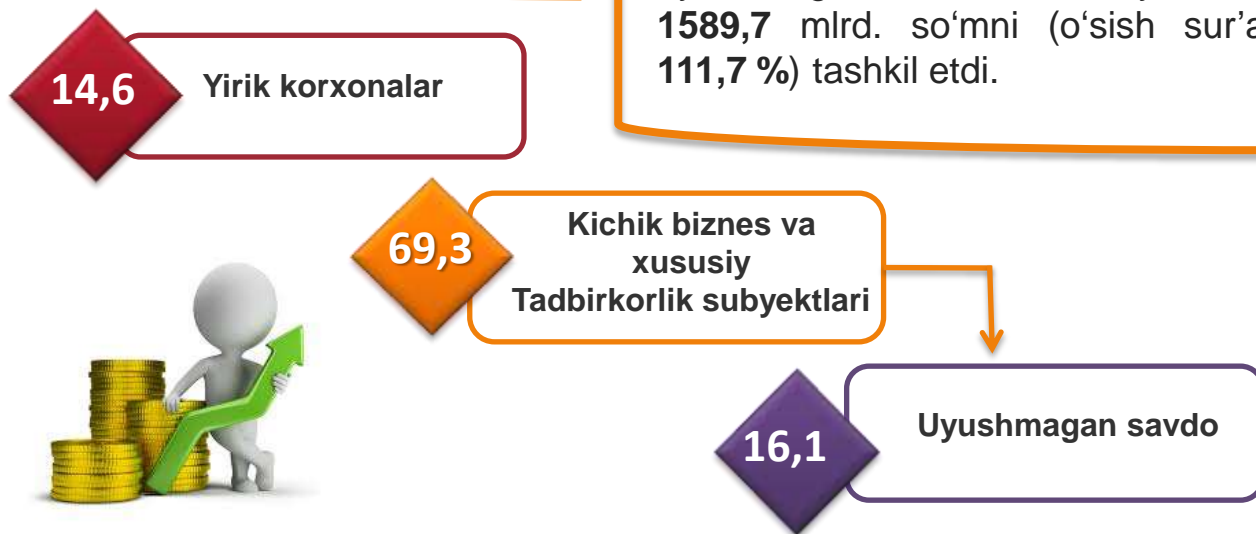 1589,7 mlrd. so‘mni (o‘sish
111,7 %) tashkil etdi.
14,6
Yirik korxonalar
69,3
Kichik biznes va
xususiy
Tadbirkorlik subyektlari
16,1
Uyushmagan savdo